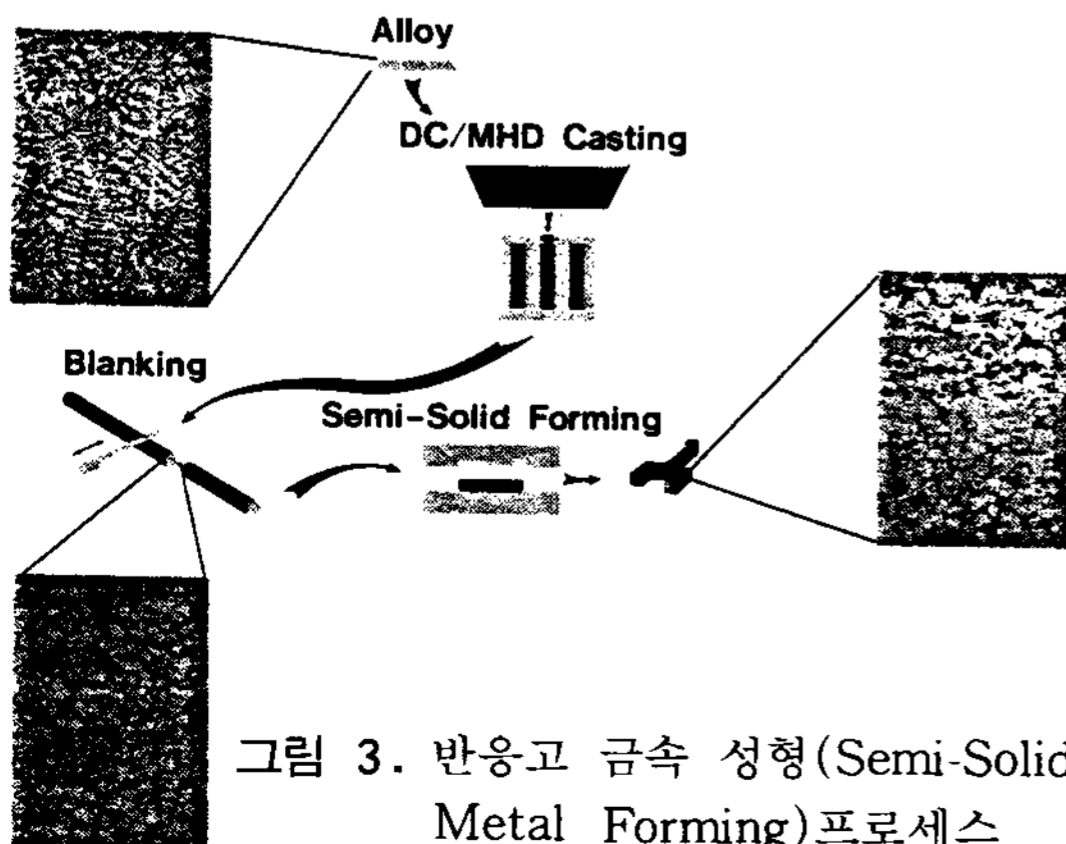 Alloy
DC/MHD Casting
Blanking
Semi-Solid Forming
그림 3. 반응고 금속 성형(Semi-Solid
Metal Forming)프로세스